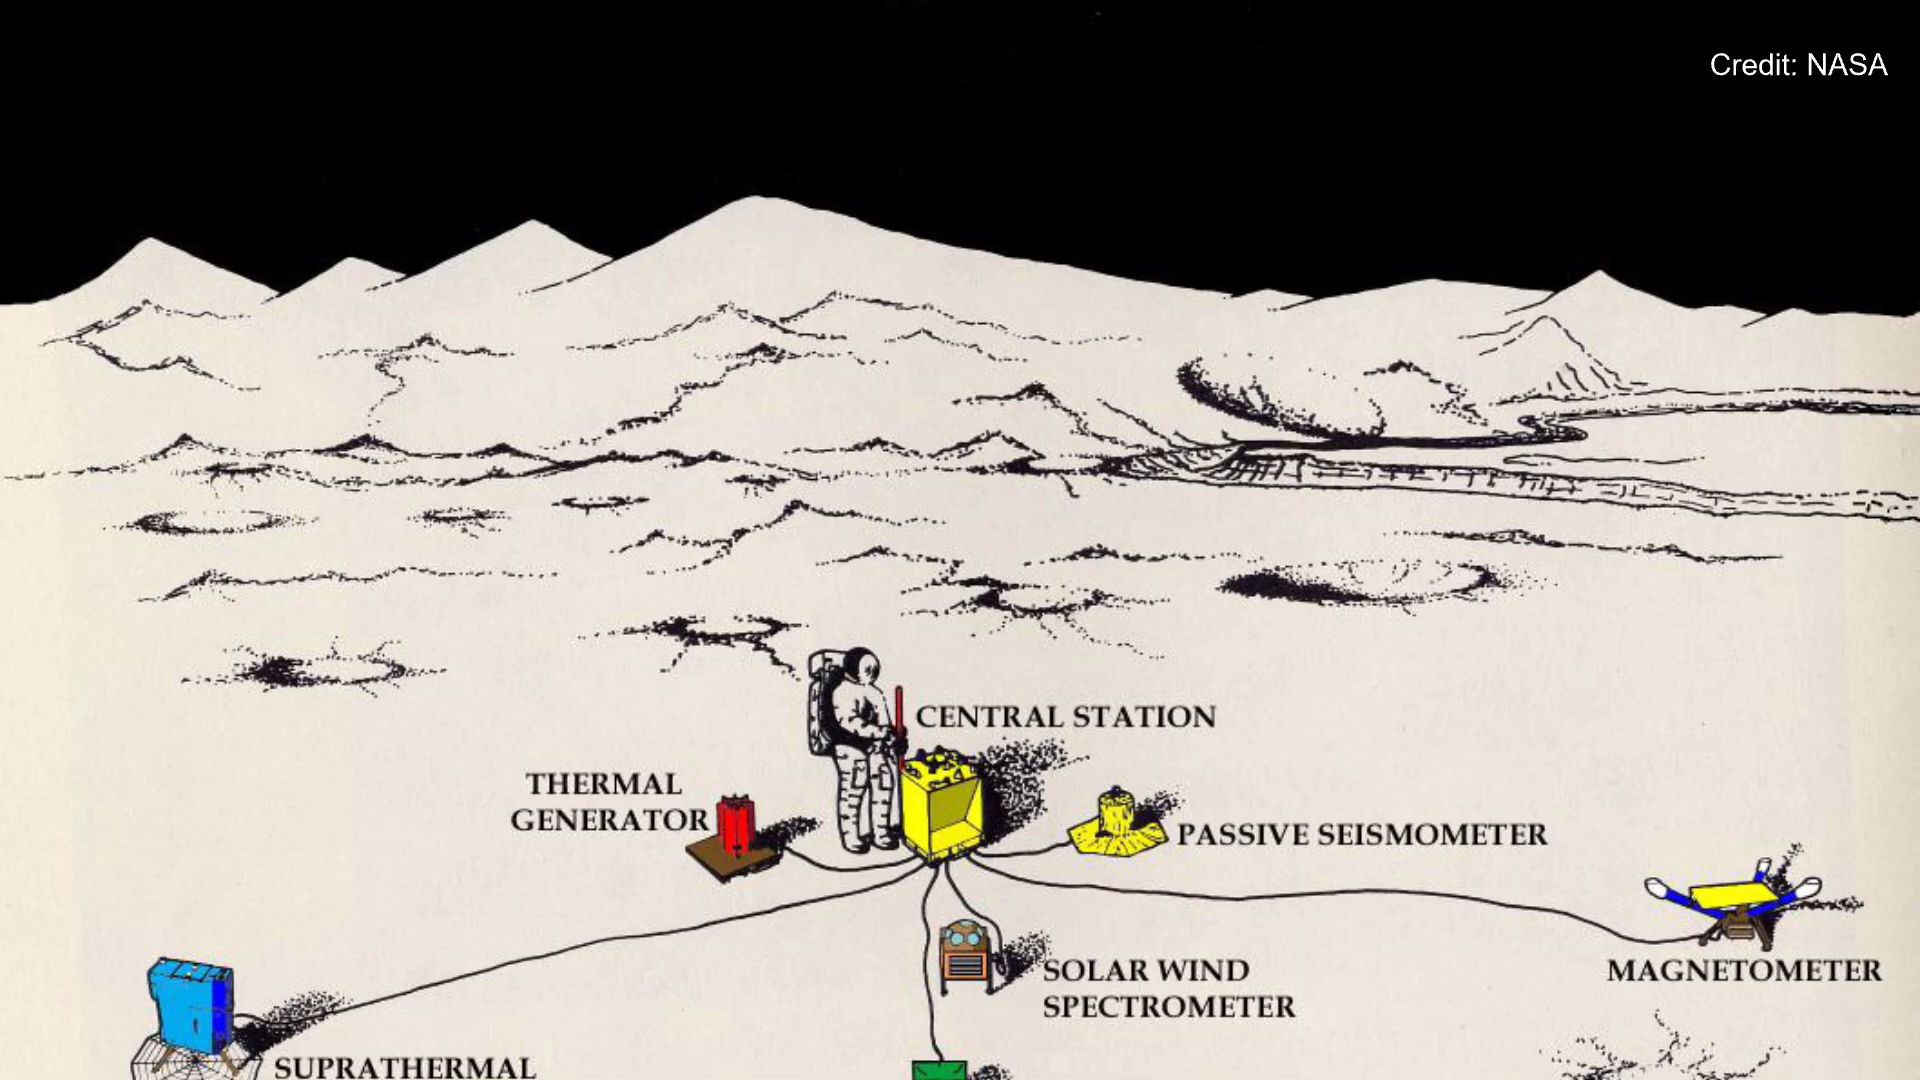 Credit: NASA
CENTRAL STATION
THERMAL
GENERATOR
PASSIVE SEISMOMETER
MAGNETOMETER
SOLAR WIND
SPECTROMETER
SUPRATHERMAL